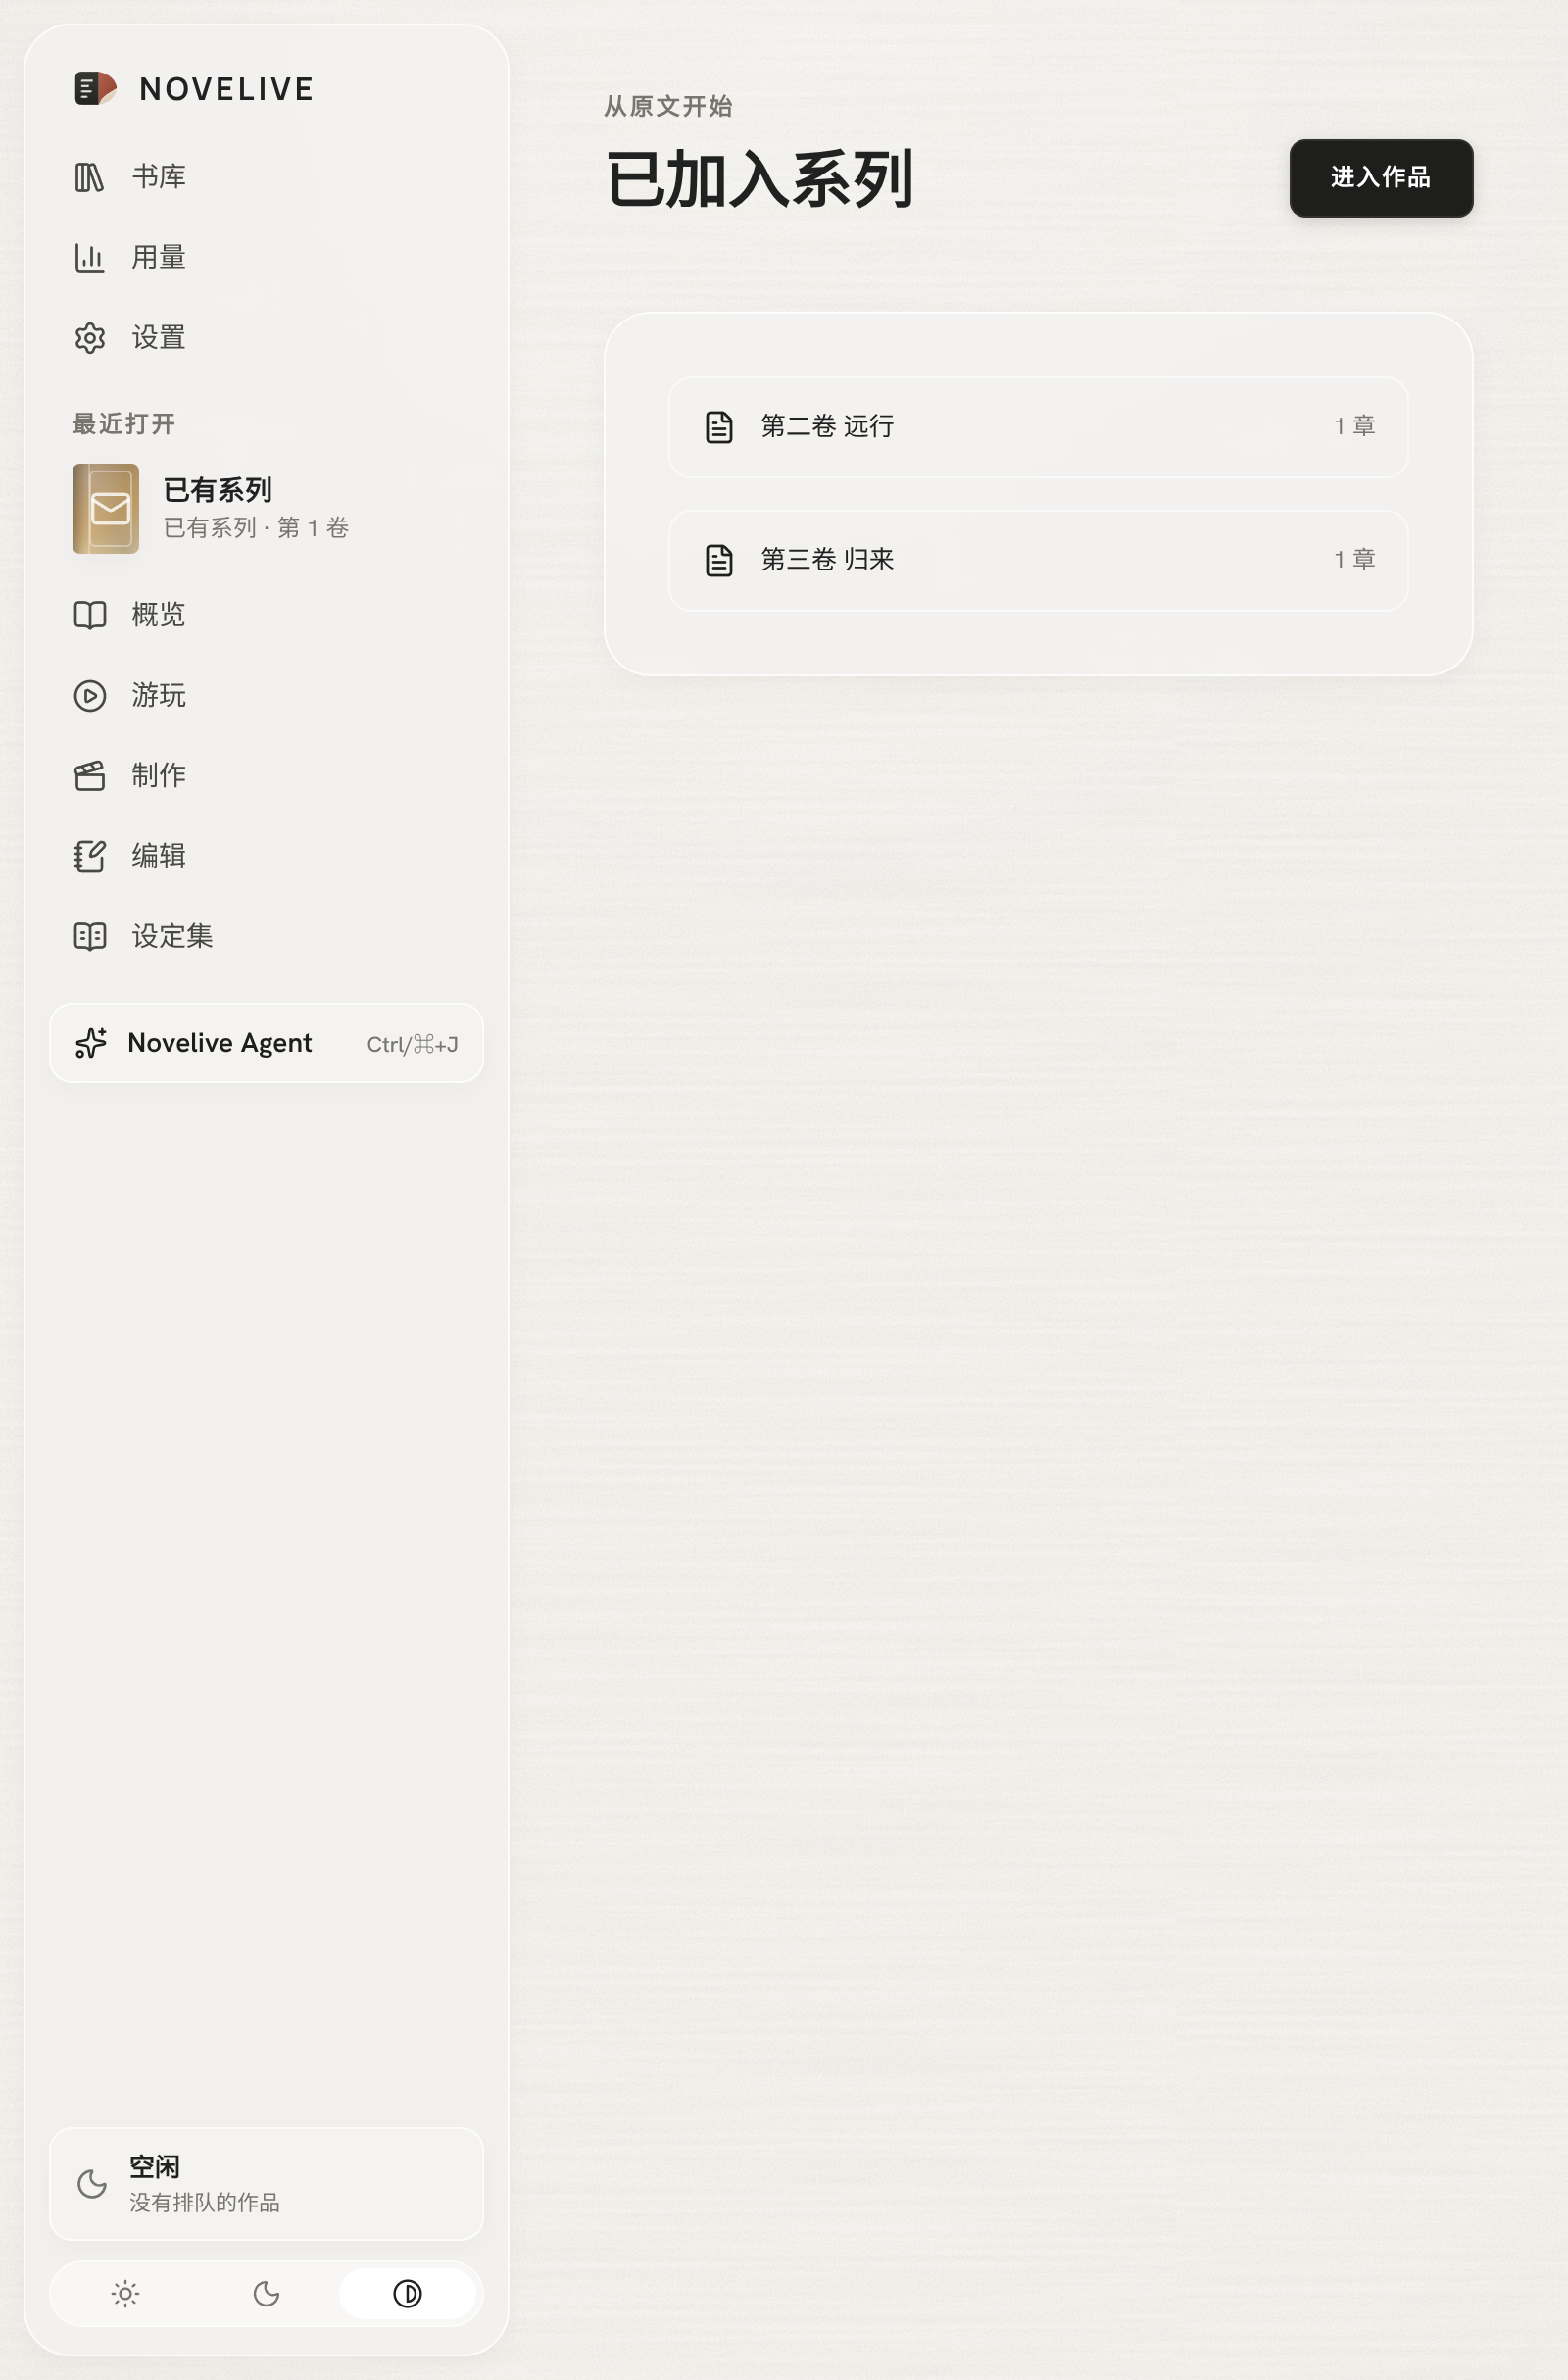 NOVELIVE
书库
用量
设置
最近打开
已有系列
已有系列 · 第 1 卷
概览
游玩
制作
编辑
设定集
Novelive Agent Ctrl/⌘+J
空闲
没有排队的作品
从原文开始
已加入系列
进入作品
第二卷 远行 1 章
第三卷 归来 1 章